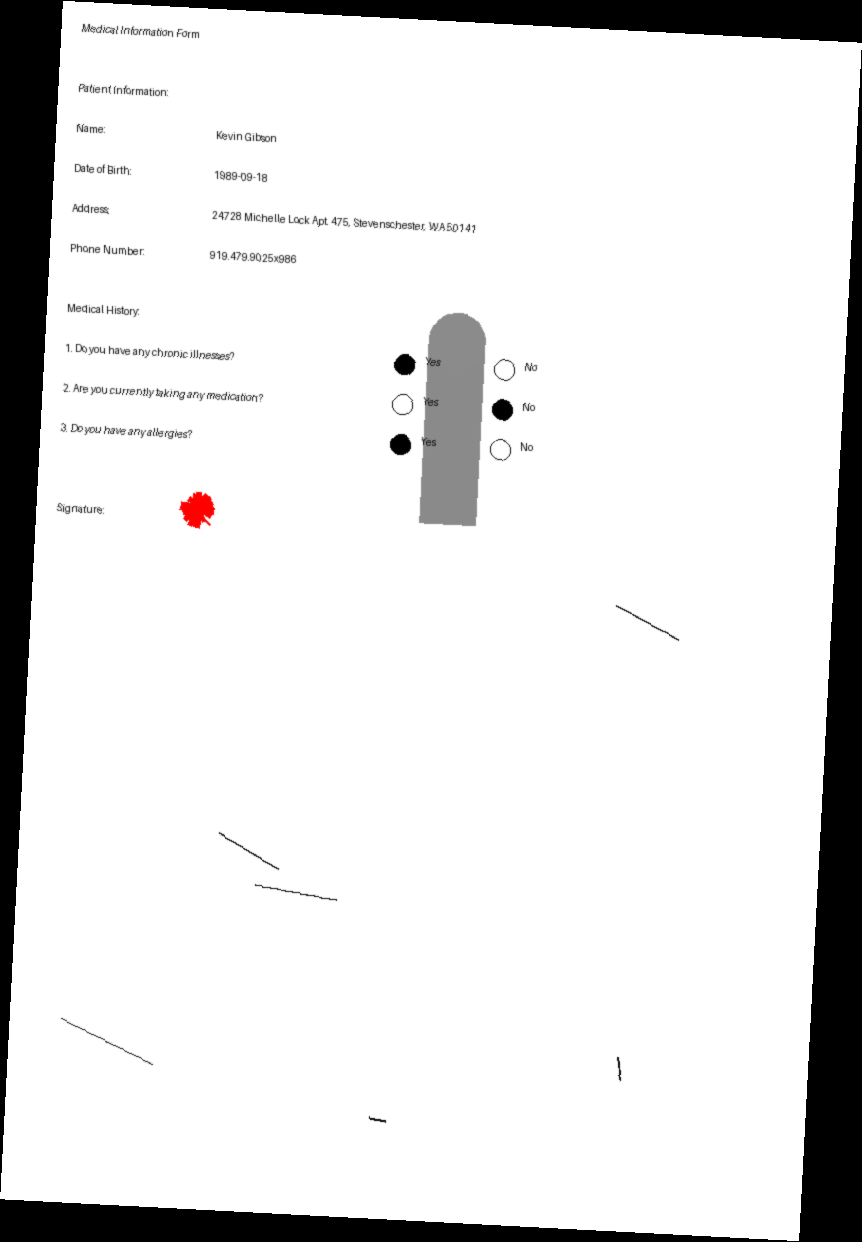 Medical Information Form
Patient Information:
Name: Kevin Gibson
Date of Birth: 1989-09-18
Address: 24728 Michelle Lock Apt. 475, Stevenschester, WA 50141
Phone Number: 919.479.9025x986
Medical History:
1. Do you have any chronic illnesses? Yes No
2. Are you currently taking any medication? Yes No
3. Do you have any allergies? Yes No
Signature: